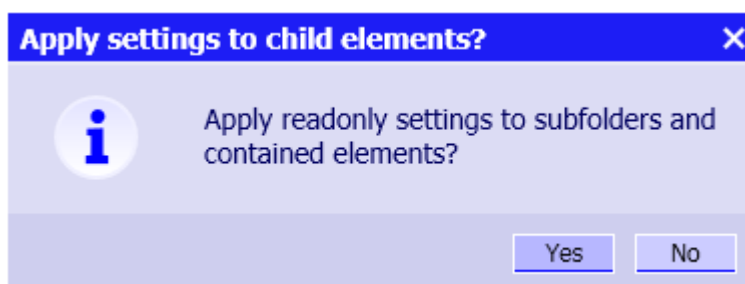 Apply settings to child elements?
Apply readonly settings to subfolders and
contained elements?
Yes No